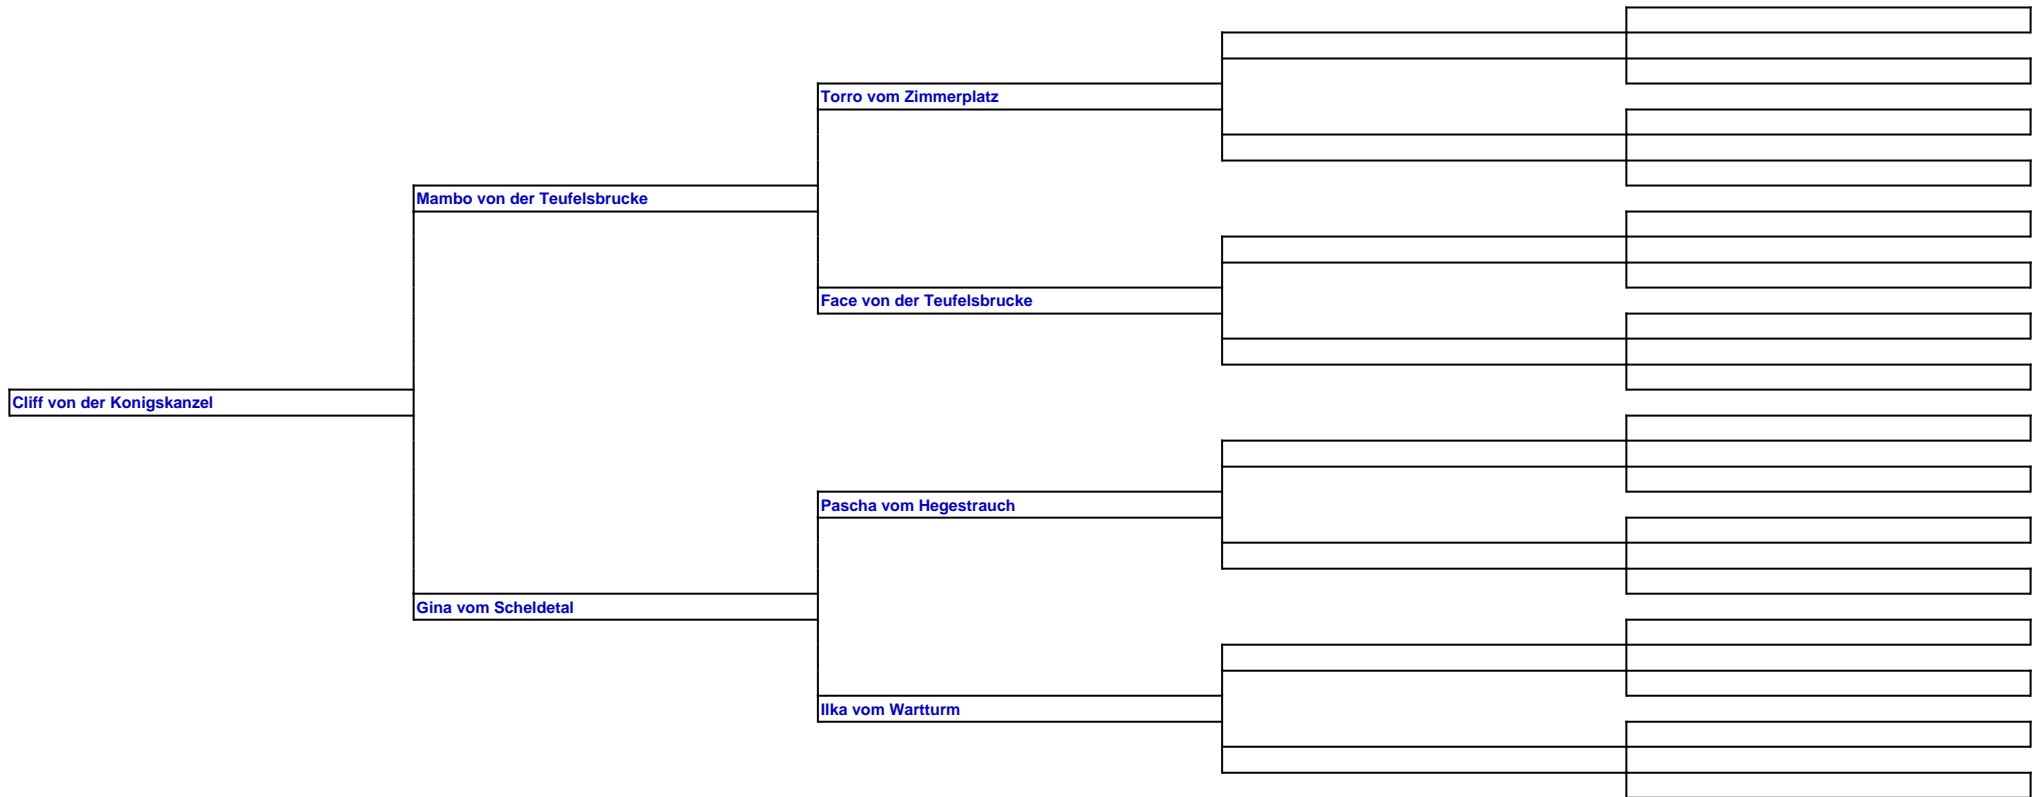 Torro vom Zimmerplatz
Mambo von der Teufelsbrucke
Face von der Teufelsbrucke
Cliff von der Konigskanzel
Pascha vom Hegestrauch
Gina vom Scheldetal
Ilka vom Wartturm